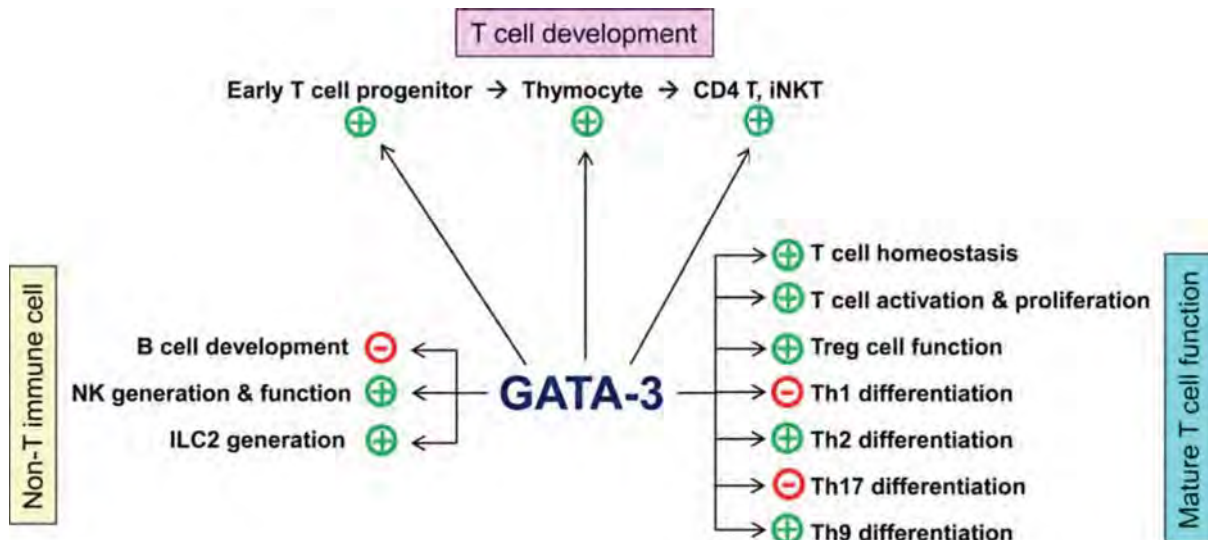 T cell development
Early T cell progenitor → Thymocyte → CD4 T, iNKT
+ + +
Non-T immune cell
B cell development -
NK generation & function +
ILC2 generation +
GATA-3
+ T cell homeostasis
+ T cell activation & proliferation
+ Treg cell function
- Th1 differentiation
+ Th2 differentiation
- Th17 differentiation
+ Th9 differentiation
Mature T cell function